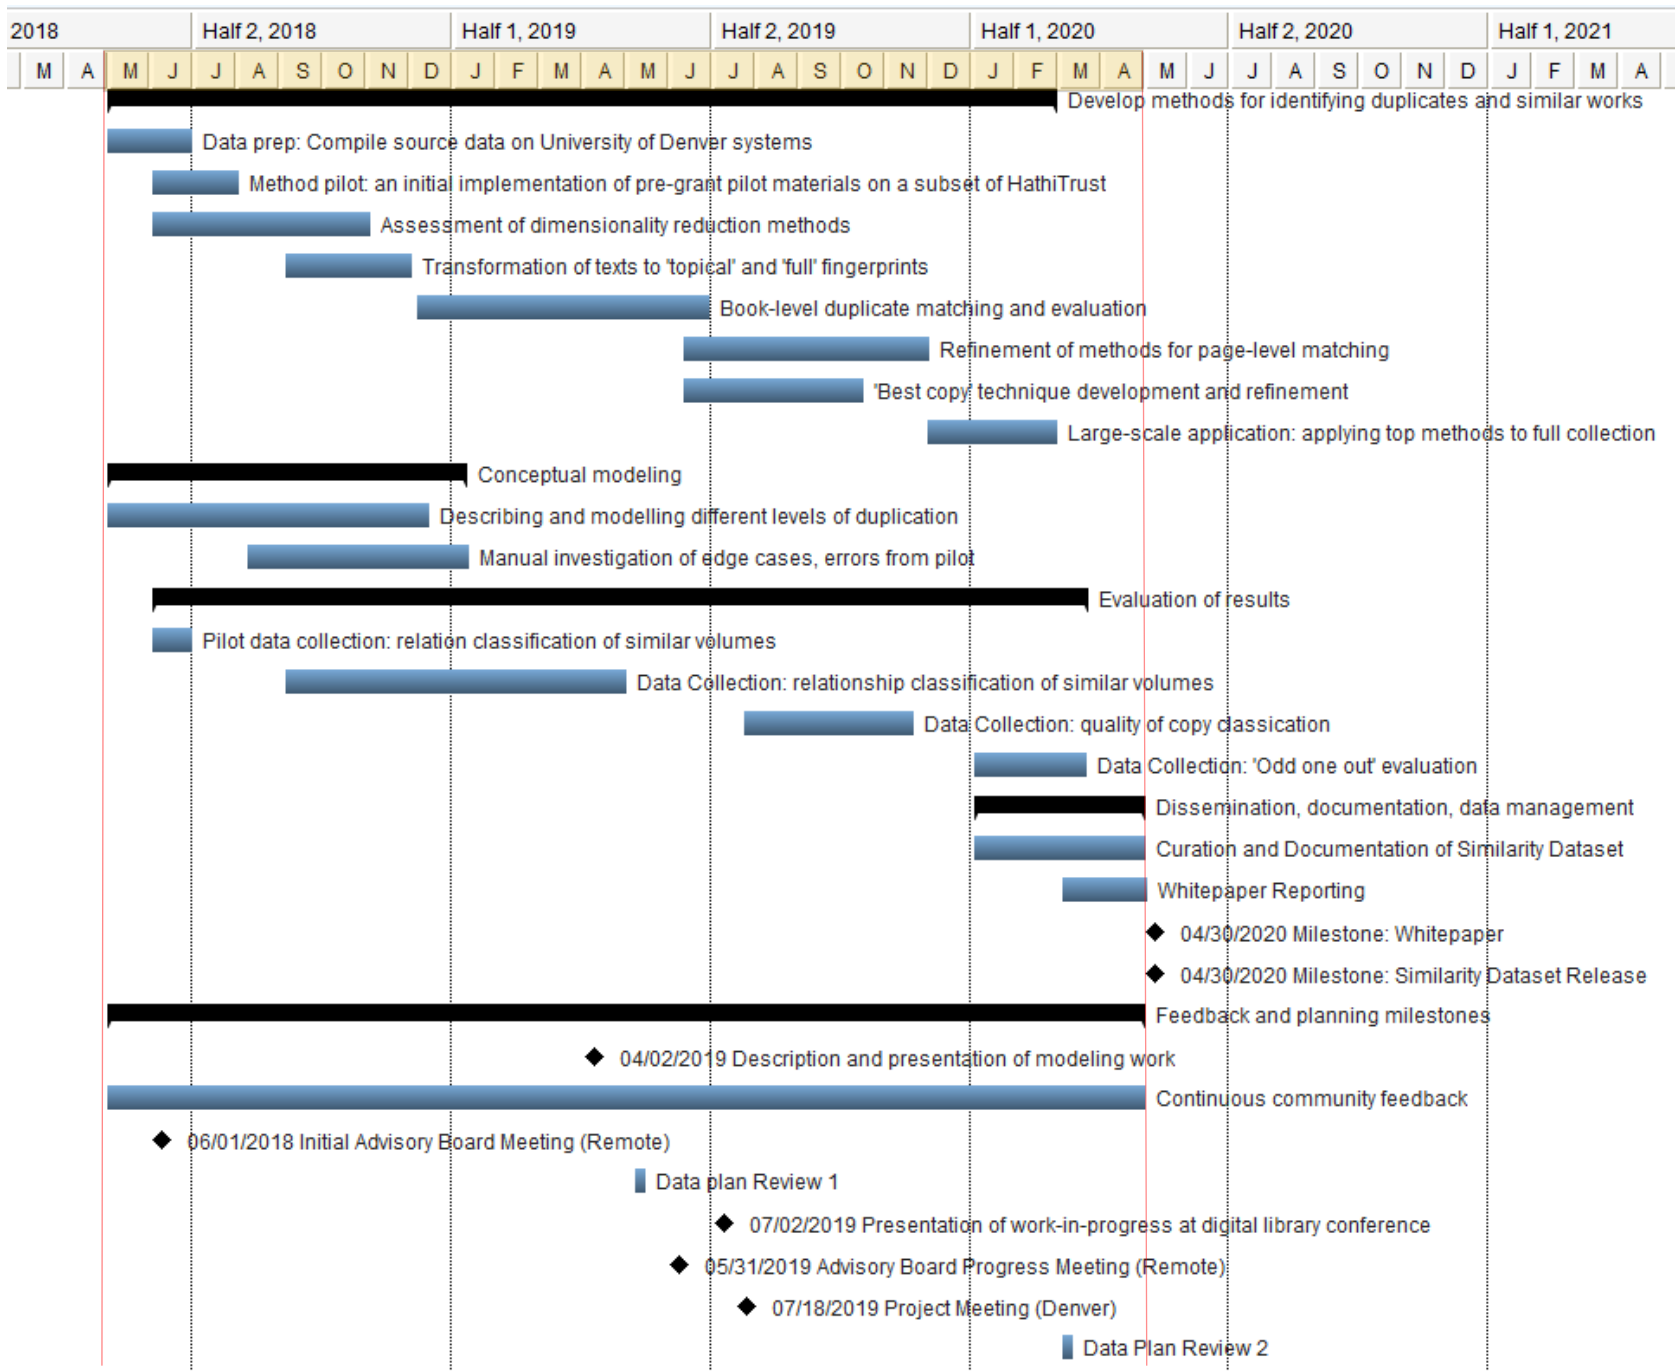 2018 Half 2, 2018 Half 1, 2019 Half 2, 2019 Half 1, 2020 Half 2, 2020 Half 1, 2021
M A M J J A S O N D J F M A M J J A S O N D J F M A M J J A S O N D J F M A
Develop methods for identifying duplicates and similar works
Data prep: Compile source data on University of Denver systems
Method pilot: an initial implementation of pre-grant pilot materials on a subset of HathiTrust
Assessment of dimensionality reduction methods
Transformation of texts to 'topical' and 'full' fingerprints
Book-level duplicate matching and evaluation
Refinement of methods for page-level matching
'Best copy' technique development and refinement
Large-scale application: applying top methods to full collection
Conceptual modeling
Describing and modelling different levels of duplication
Manual investigation of edge cases, errors from pilot
Evaluation of results
Pilot data collection: relation classification of similar volumes
Data Collection: relationship classification of similar volumes
Data Collection: quality of copy classication
Data Collection: 'Odd one out' evaluation
Dissemination, documentation, data management
Curation and Documentation of Similarity Dataset
Whitepaper Reporting
04/30/2020 Milestone: Whitepaper
04/30/2020 Milestone: Similarity Dataset Release
Feedback and planning milestones
04/02/2019 Description and presentation of modeling work
Continuous community feedback
06/01/2018 Initial Advisory Board Meeting (Remote)
Data plan Review 1
07/02/2019 Presentation of work-in-progress at digital library conference
05/31/2019 Advisory Board Progress Meeting (Remote)
07/18/2019 Project Meeting (Denver)
Data Plan Review 2